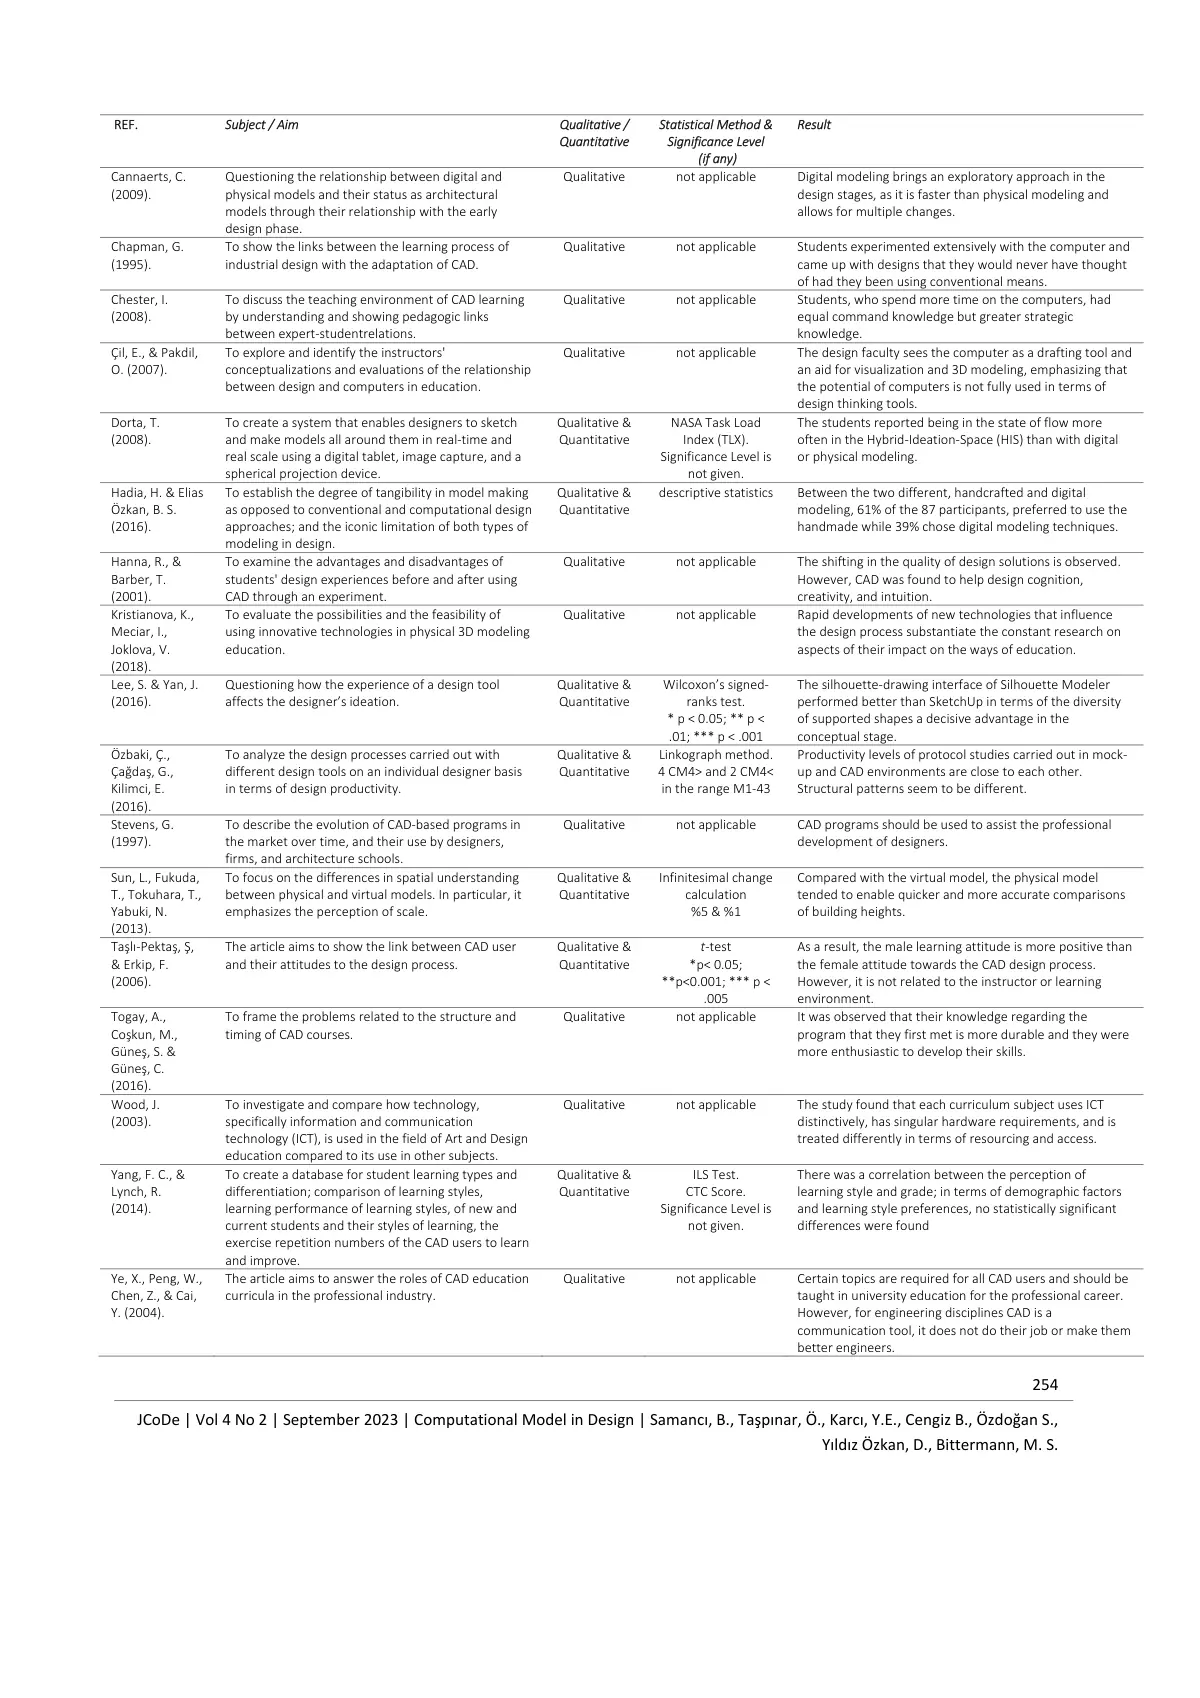 REF. Subject / Aim Qualitative / Quantitative Statistical Method & Significance Level (if any) Result
Cannaerts, C. (2009). Questioning the relationship between digital and physical models and their status as architectural models through their relationship with the early design phase. Qualitative not applicable Digital modeling brings an exploratory approach in the design stages, as it is faster than physical modeling and allows for multiple changes.
Chapman, G. (1995). To show the links between the learning process of industrial design with the adaptation of CAD. Qualitative not applicable Students experimented extensively with the computer and came up with designs that they would never have thought of had they been using conventional means.
Chester, I. (2008). To discuss the teaching environment of CAD learning by understanding and showing pedagogic links between expert-studentrelations. Qualitative not applicable Students, who spend more time on the computers, had equal command knowledge but greater strategic knowledge.
Çil, E., & Pakdil, O. (2007). To explore and identify the instructors' conceptualizations and evaluations of the relationship between design and computers in education. Qualitative not applicable The design faculty sees the computer as a drafting tool and an aid for visualization and 3D modeling, emphasizing that the potential of computers is not fully used in terms of design thinking tools.
Dorta, T. (2008). To create a system that enables designers to sketch and make models all around them in real-time and real scale using a digital tablet, image capture, and a spherical projection device. Qualitative & Quantitative NASA Task Load Index (TLX). Significance Level is not given. The students reported being in the state of flow more often in the Hybrid-Ideation-Space (HIS) than with digital or physical modeling.
Hadia, H. & Elias Özkan, B. S. (2016). To establish the degree of tangibility in model making as opposed to conventional and computational design approaches; and the iconic limitation of both types of modeling in design. Qualitative & Quantitative descriptive statistics Between the two different, handcrafted and digital modeling, 61% of the 87 participants, preferred to use the handmade while 39% chose digital modeling techniques.
Hanna, R., & Barber, T. (2001). To examine the advantages and disadvantages of students' design experiences before and after using CAD through an experiment. Qualitative not applicable The shifting in the quality of design solutions is observed. However, CAD was found to help design cognition, creativity, and intuition.
Kristianova, K., Meciar, I., Joklova, V. (2018). To evaluate the possibilities and the feasibility of using innovative technologies in physical 3D modeling education. Qualitative not applicable Rapid developments of new technologies that influence the design process substantiate the constant research on aspects of their impact on the ways of education.
Lee, S. & Yan, J. (2016). Questioning how the experience of a design tool affects the designer’s ideation. Qualitative & Quantitative Wilcoxon’s signed-ranks test. * p < 0.05; ** p < .01; *** p < .001 The silhouette-drawing interface of Silhouette Modeler performed better than SketchUp in terms of the diversity of supported shapes a decisive advantage in the conceptual stage.
Özbaki, Ç., Çağdaş, G., Kilimci, E. (2016). To analyze the design processes carried out with different design tools on an individual designer basis in terms of design productivity. Qualitative & Quantitative Linkograph method. 4 CM4> and 2 CM4< in the range M1-43 Productivity levels of protocol studies carried out in mock-up and CAD environments are close to each other. Structural patterns seem to be different.
Stevens, G. (1997). To describe the evolution of CAD-based programs in the market over time, and their use by designers, firms, and architecture schools. Qualitative not applicable CAD programs should be used to assist the professional development of designers.
Sun, L., Fukuda, T., Tokuhara, T., Yabuki, N. (2013). To focus on the differences in spatial understanding between physical and virtual models. In particular, it emphasizes the perception of scale. Qualitative & Quantitative Infinitesimal change calculation %5 & %1 Compared with the virtual model, the physical model tended to enable quicker and more accurate comparisons of building heights.
Taşlı-Pektaş, Ş, & Erkip, F. (2006). The article aims to show the link between CAD user and their attitudes to the design process. Qualitative & Quantitative t-test *p< 0.05; **p<0.001; *** p < .005 As a result, the male learning attitude is more positive than the female attitude towards the CAD design process. However, it is not related to the instructor or learning environment.
Togay, A., Coşkun, M., Güneş, S. & Güneş, C. (2016). To frame the problems related to the structure and timing of CAD courses. Qualitative not applicable It was observed that their knowledge regarding the program that they first met is more durable and they were more enthusiastic to develop their skills.
Wood, J. (2003). To investigate and compare how technology, specifically information and communication technology (ICT), is used in the field of Art and Design education compared to its use in other subjects. Qualitative not applicable The study found that each curriculum subject uses ICT distinctively, has singular hardware requirements, and is treated differently in terms of resourcing and access.
Yang, F. C., & Lynch, R. (2014). To create a database for student learning types and differentiation; comparison of learning styles, learning performance of learning styles, of new and current students and their styles of learning, the exercise repetition numbers of the CAD users to learn and improve. Qualitative & Quantitative ILS Test. CTC Score. Significance Level is not given. There was a correlation between the perception of learning style and grade; in terms of demographic factors and learning style preferences, no statistically significant differences were found
Ye, X., Peng, W., Chen, Z., & Cai, Y. (2004). The article aims to answer the roles of CAD education curricula in the professional industry. Qualitative not applicable Certain topics are required for all CAD users and should be taught in university education for the professional career. However, for engineering disciplines CAD is a communication tool, it does not do their job or make them better engineers.
254
JCoDe | Vol 4 No 2 | September 2023 | Computational Model in Design | Samancı, B., Taşpınar, Ö., Karcı, Y.E., Cengiz B., Özdoğan S.,
Yıldız Özkan, D., Bittermann, M. S.